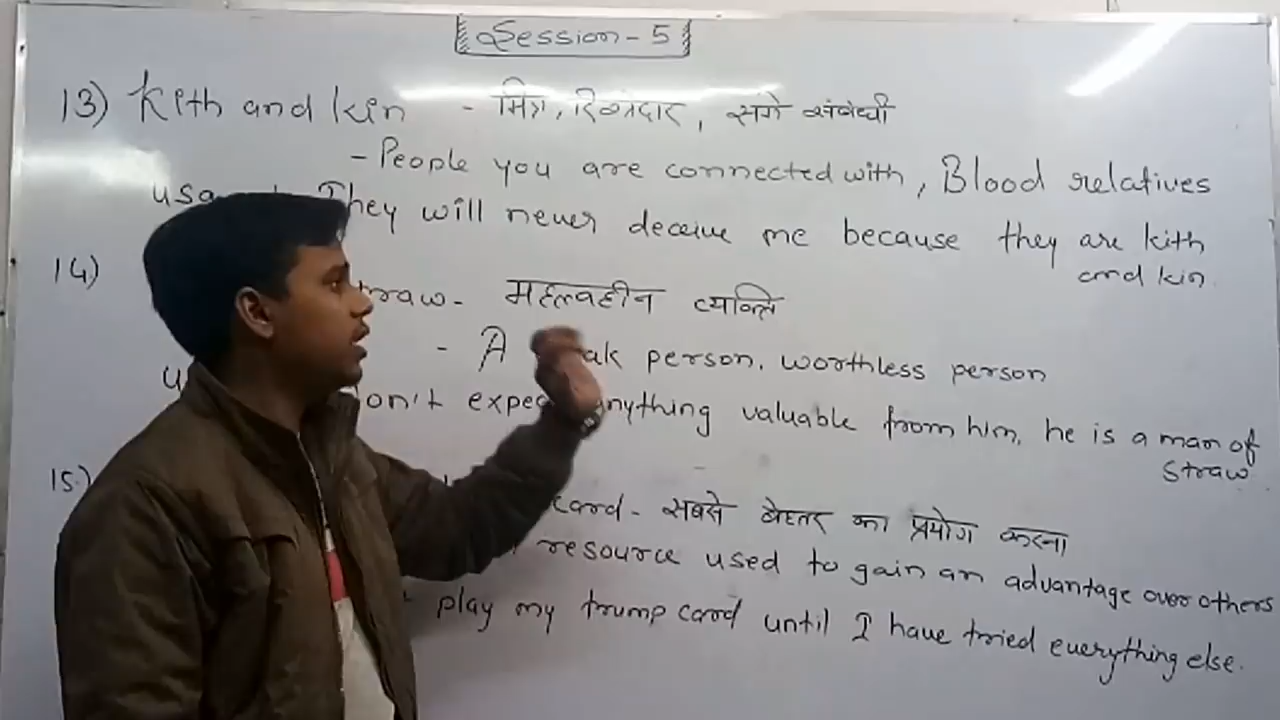 Session - 5
13) Kith and kin - मित्र, रिश्तेदार, सगे संबंधी
- People you are connected with, Blood relatives
They will never deceive me because they are kith
and kin.
14) straw - महत्वहीन व्यक्ति
- A person, worthless person
anything valuable from him, he is a man of
straw
15) card - सबसे बेहतर का प्रयोग करना
resource used to gain an advantage over others
play my trump card until I have tried everything else.